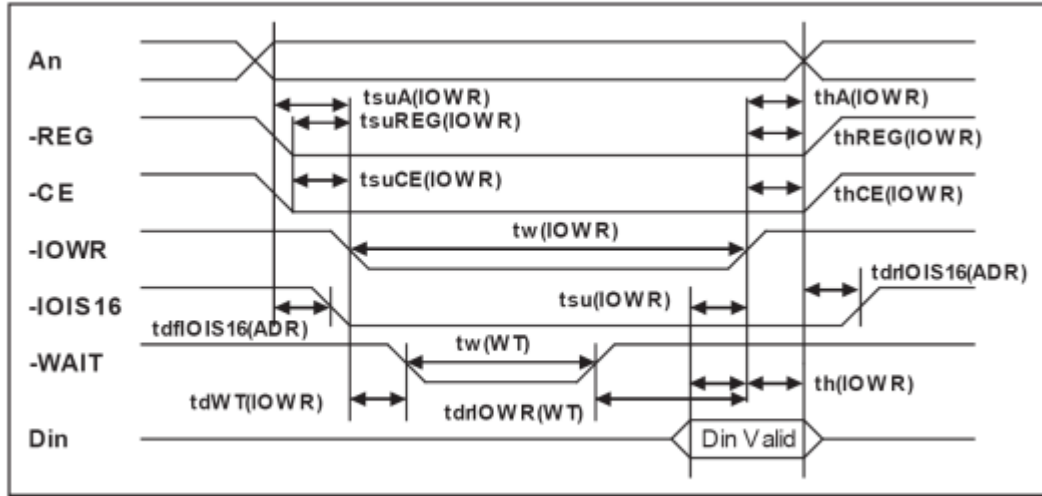 An
tsuA(IOWR)
thA(IOWR)
tsuREG(IOWR)
-REG
thREG(IOWR)
-CE
tsuCE(IOWR)
thCE(IOWR)
-IOWR
tw(IOWR)
tdrIOIS16(ADR)
-IOIS16
tsu(IOWR)
tdfIOIS16(ADR)
-WAIT
tw(WT)
th(IOWR)
tdWT(IOWR)
tdrIOWR(WT)
Din
Din Valid